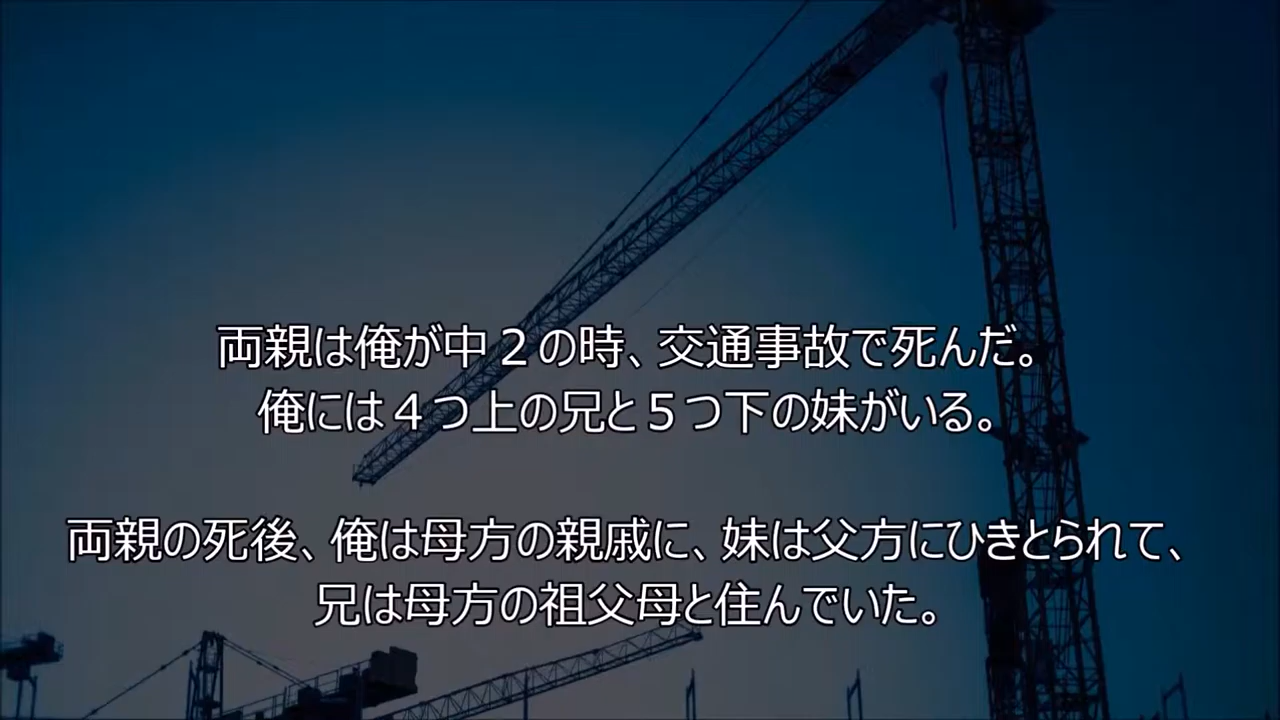 両親は俺が中２の時、交通事故で死んだ。
俺には４つ上の兄と５つ下の妹がいる。
両親の死後、俺は母方の親戚に、妹は父方にひきとられて、
兄は母方の祖父母と住んでいた。